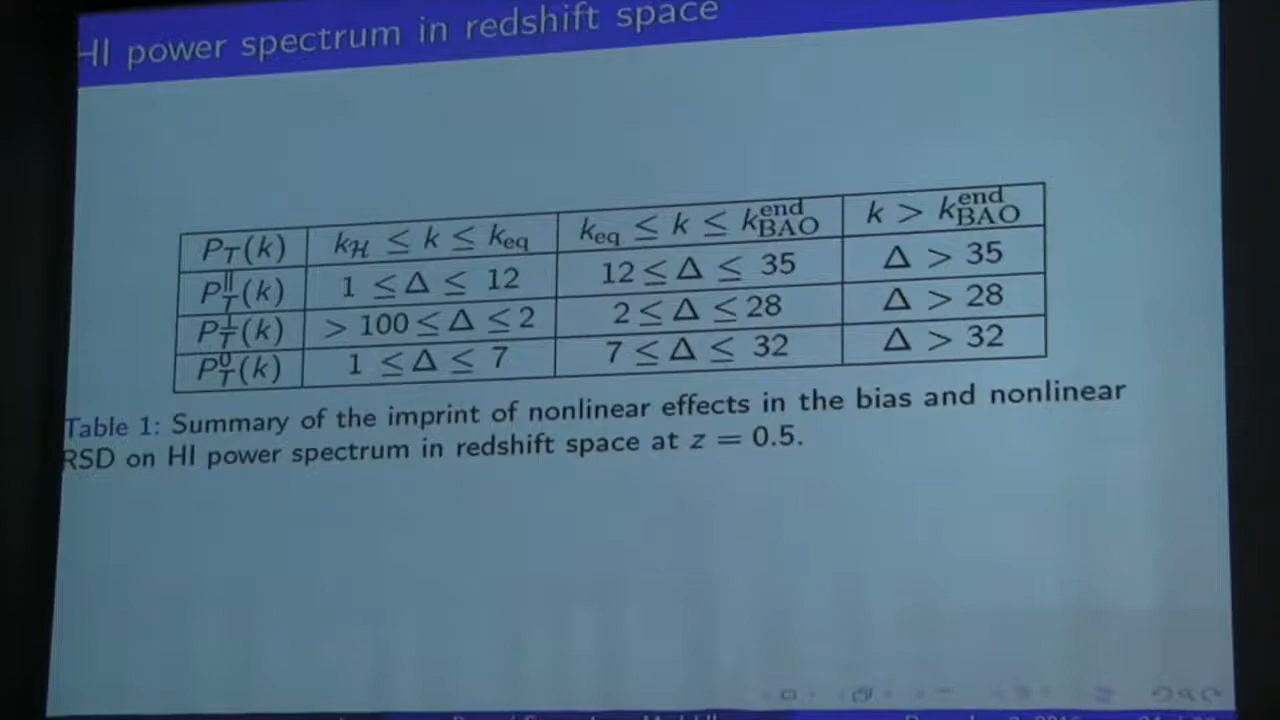 HI power spectrum in redshift space
P_T(k) k_H ≤ k ≤ k_eq k_eq ≤ k ≤ k_BAO^end k > k_BAO^end
P_T^∥(k) 1 ≤ Δ ≤ 12 12 ≤ Δ ≤ 35 Δ > 35
P_T^⊥(k) > 100 ≤ Δ ≤ 2 2 ≤ Δ ≤ 28 Δ > 28
P_T^0(k) 1 ≤ Δ ≤ 7 7 ≤ Δ ≤ 32 Δ > 32
Table 1: Summary of the imprint of nonlinear effects in the bias and nonlinear
RSD on HI power spectrum in redshift space at z = 0.5.